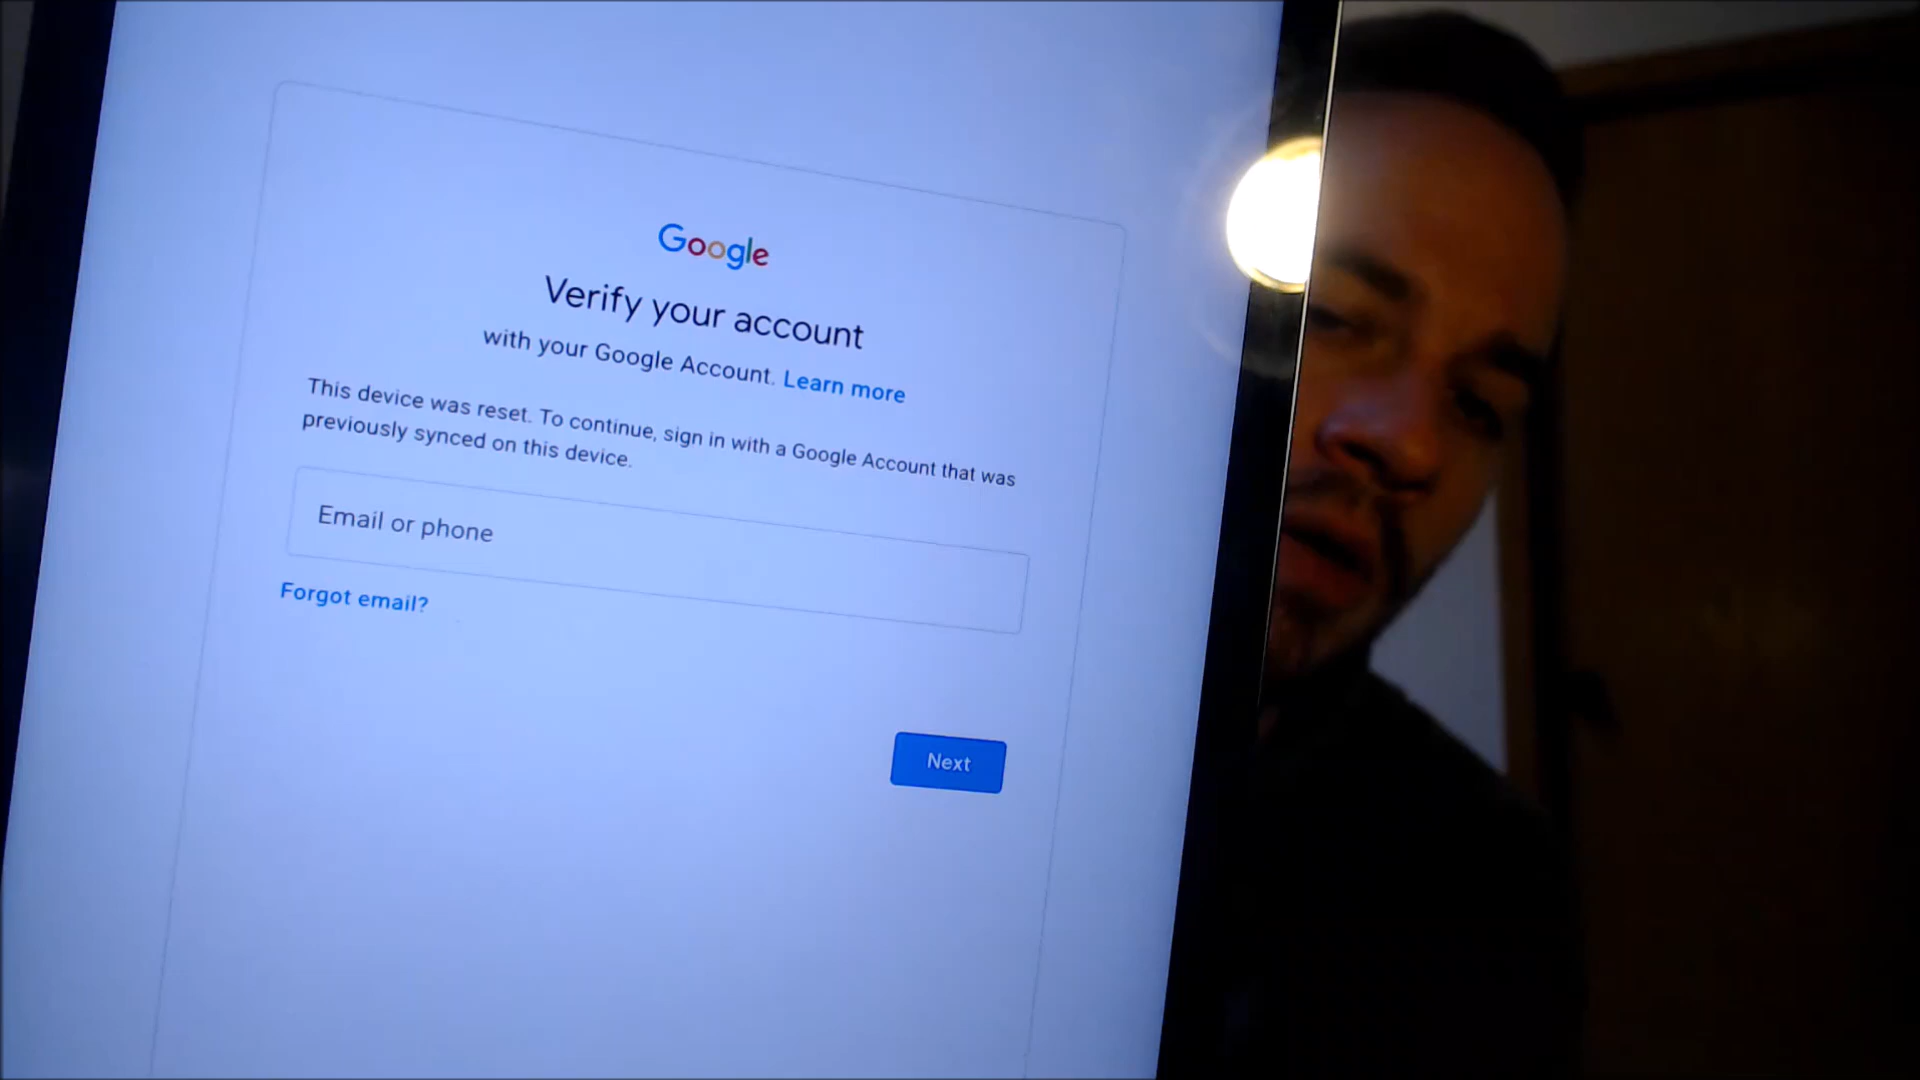 Google
Verify your account
with your Google Account. Learn more
This device was reset. To continue, sign in with a Google Account that was
previously synced on this device.
Email or phone
Forgot email?
Next